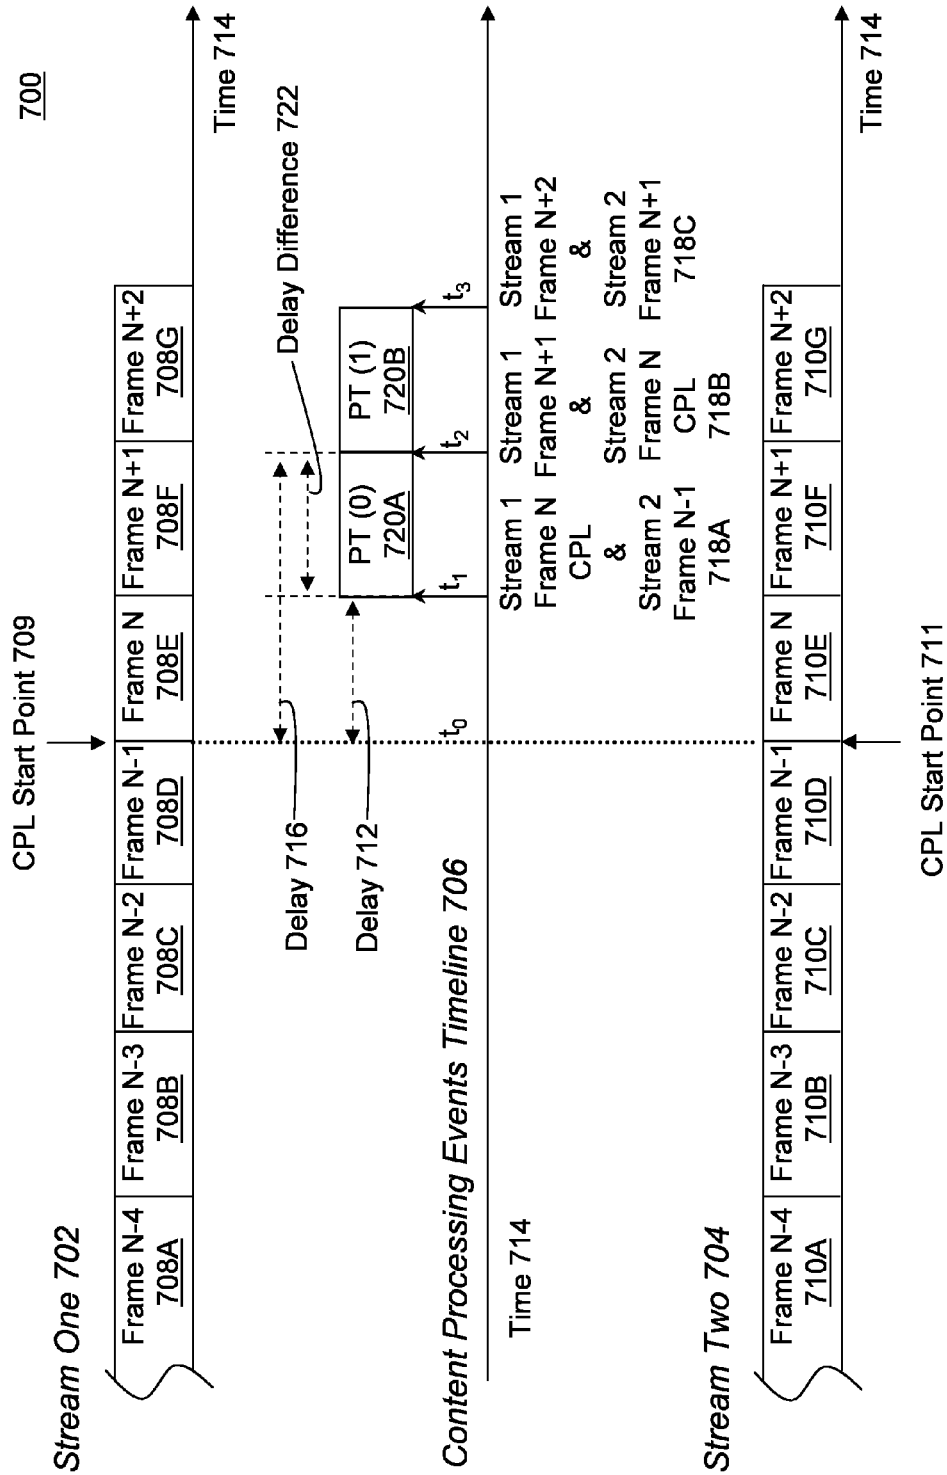 700
CPL Start Point 709
Stream One 702
Frame N-4
708A
Frame N-3
708B
Frame N-2
708C
Frame N-1
708D
Frame N
708E
Frame N+1
708F
Frame N+2
708G
Time 714
Delay 716
Delay 712
Delay Difference 722
PT (0)
720A
PT (1)
720B
Content Processing Events Timeline 706
t0
t1
t2
t3
Time 714
Stream 1
Frame N
CPL
&
Stream 2
Frame N-1
718A
Stream 1
Frame N+1
&
Stream 2
Frame N
CPL
718B
Stream 1
Frame N+2
&
Stream 2
Frame N+1
718C
Stream Two 704
Frame N-4
710A
Frame N-3
710B
Frame N-2
710C
Frame N-1
710D
Frame N
710E
Frame N+1
710F
Frame N+2
710G
Time 714
CPL Start Point 711